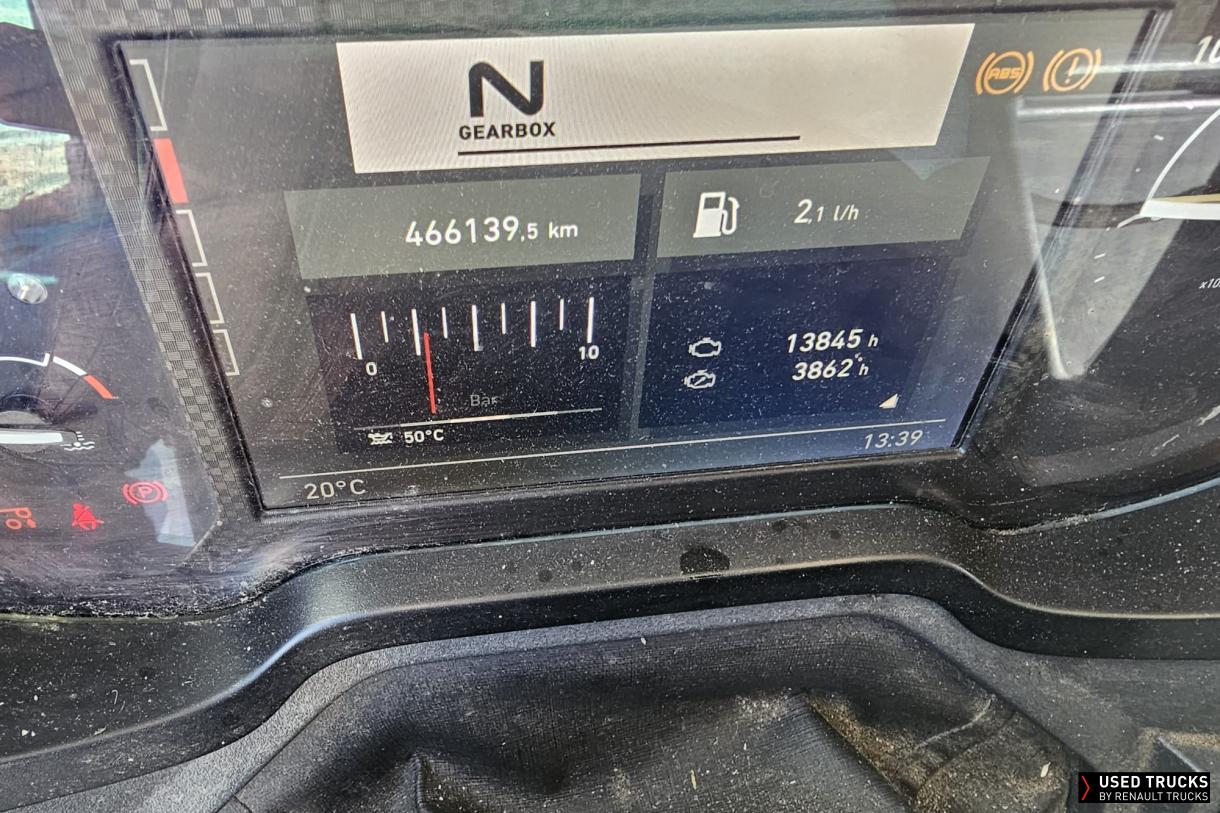 N
GEARBOX
ABS
466139,5 km
2,1 l/h
0
10
Bar
50°C
13845 h
3862 h
13:39
20°C
P
USED TRUCKS
BY RENAULT TRUCKS